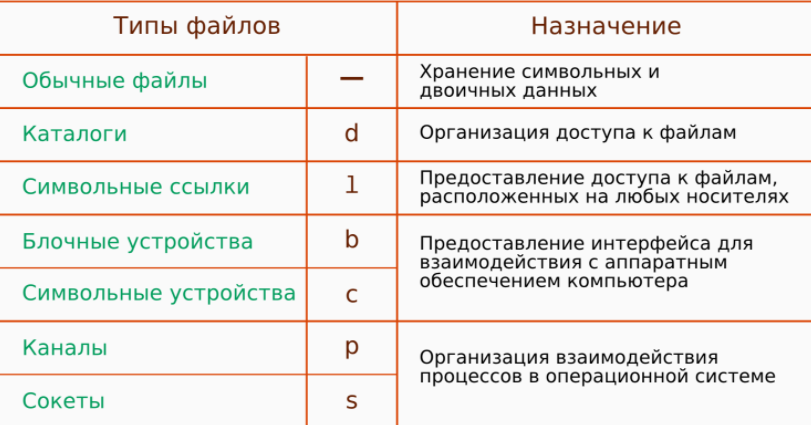 Типы файлов
Назначение
Обычные файлы
—
Хранение символьных и
двоичных данных
Каталоги
d
Организация доступа к файлам
Символьные ссылки
l
Предоставление доступа к файлам,
расположенных на любых носителях
Блочные устройства
b
Предоставление интерфейса для
взаимодействия с аппаратным
обеспечением компьютера
Символьные устройства
c
Каналы
p
Организация взаимодействия
процессов в операционной системе
Сокеты
s